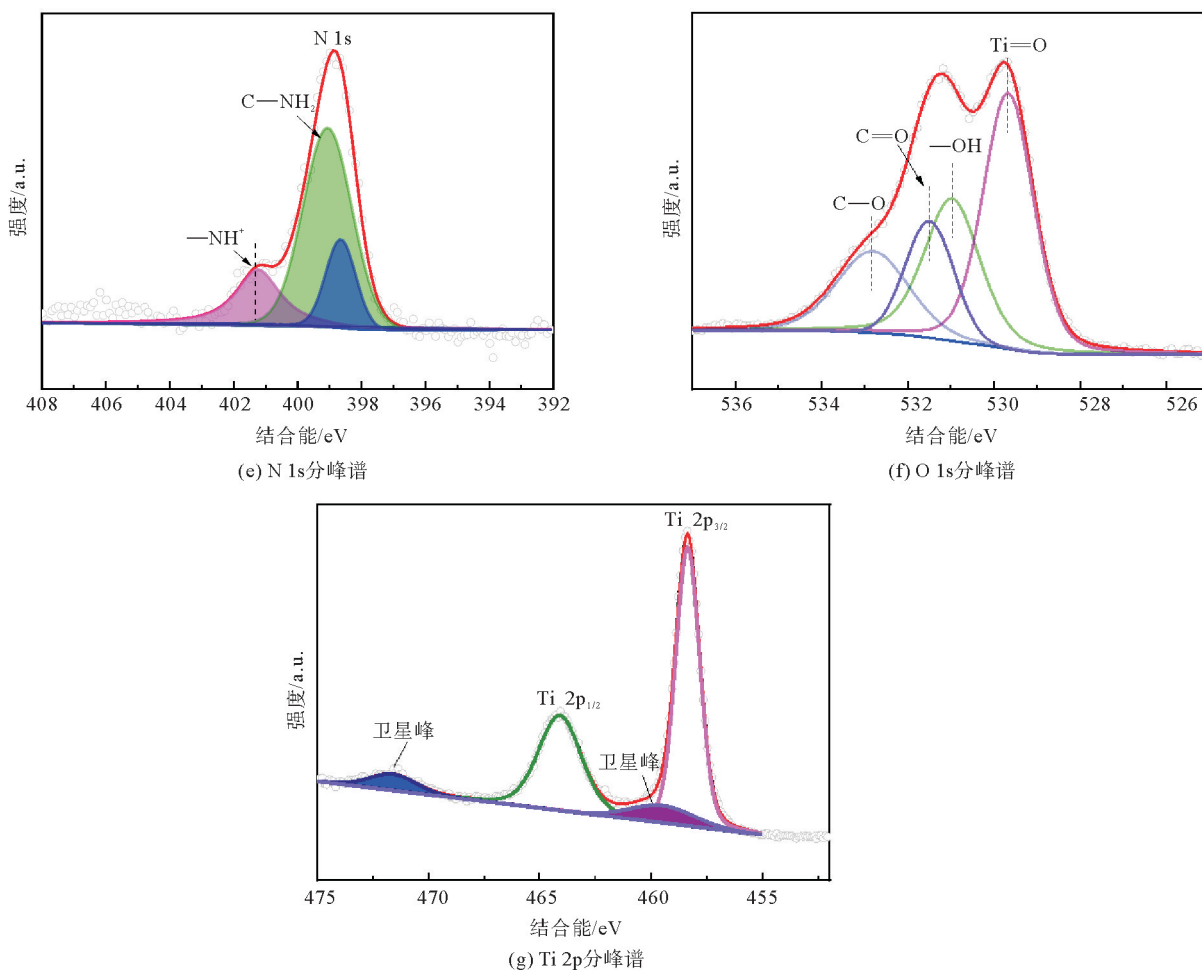 N 1s
C—NH₂
—NH⁺
强度/a.u.
408 406 404 402 400 398 396 394 392
结合能/eV
(e) N 1s分峰谱
Ti═O
C═O
—OH
C—O
强度/a.u.
536 534 532 530 528 526
结合能/eV
(f) O 1s分峰谱
Ti 2p₃/₂
Ti 2p₁/₂
卫星峰
卫星峰
强度/a.u.
475 470 465 460 455
结合能/eV
(g) Ti 2p分峰谱